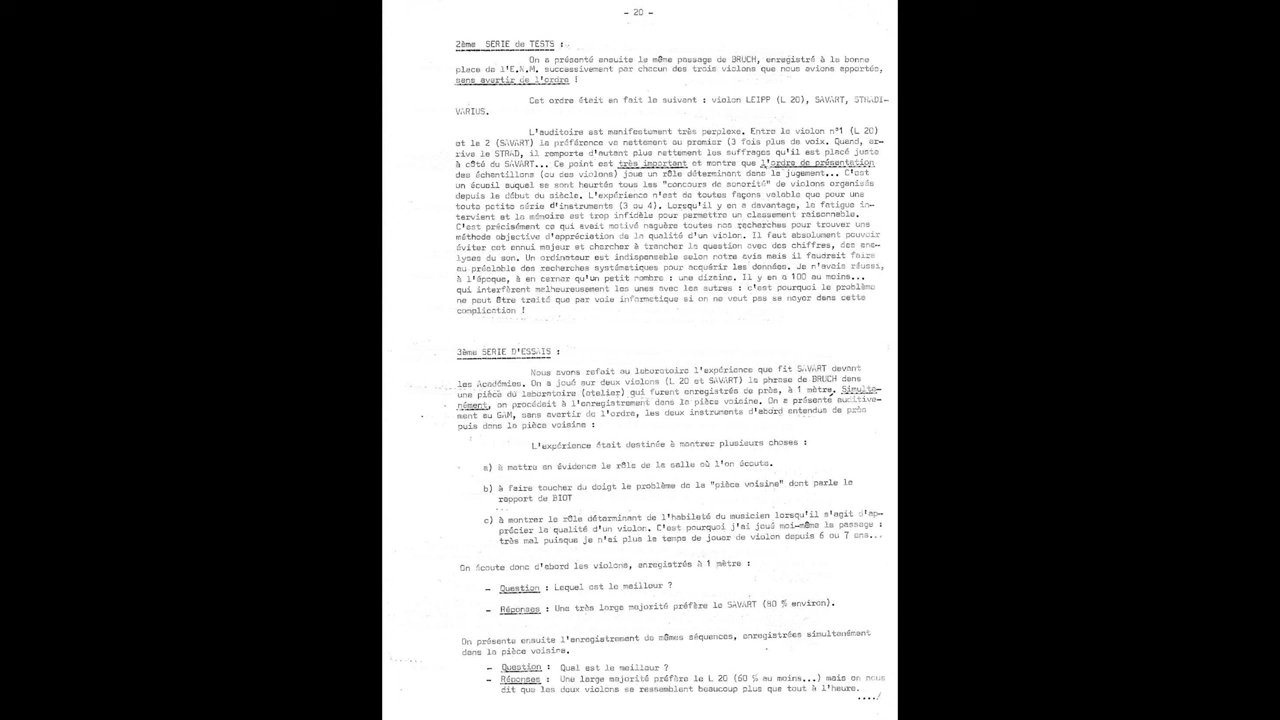 - 20 -
2ème SERIE de TESTS :
On a présenté ensuite le même passage de BRUCH, enregistré à la bonne
place de l'E.N.M. successivement par chacun des trois violons que nous avions apportés,
sans avertir de l'ordre !
Cet ordre était en fait le suivant : violon LEIPP (L 20), SAVART, STRADI-
VARIUS.
L'auditoire est manifestement très perplexe. Entre le violon n°1 (L 20)
et le 2 (SAVART) la préférence va nettement au premier (3 fois plus de voix. Quand, ar-
rive le STRAD, il remporte d'autant plus nettement les suffrages qu'il est placé juste
à côté du SAVART... Ce point est très important et montre que l'ordre de présentation
des échantillons (ou des violons) joue un rôle déterminant dans le jugement... C'est
un écueil auquel se sont heurtés tous les "concours de sonorité" de violons organisés
depuis le début du siècle. L'expérience n'est de toutes façons valable que pour une
toute petite série d'instruments (3 ou 4). Lorsqu'il y en a davantage, la fatigue in-
tervient et la mémoire est trop infidèle pour permettre un classement raisonnable.
C'est précisément ce qui avait motivé naguère toutes nos recherches pour trouver une
méthode objective d'appréciation de la qualité d'un violon. Il faut absolument pouvoir
éviter cet ennui majeur et chercher à trancher la question avec des chiffres, des ana-
lyses du son. Un ordinateur est indispensable selon notre avis mais il faudrait faire
au préalable des recherches systématiques pour acquérir les données. Je n'avais réussi,
à l'époque, à en cerner qu'un petit nombre : une dizaine. Il y en a 100 au moins...
qui interfèrent malheureusement les unes avec les autres : c'est pourquoi le problème
ne peut être traité que par voie informatique si on ne veut pas se noyer dans cette
complication !
3ème SERIE D'ESSAIS :
Nous avons refait au laboratoire l'expérience que fit SAVART devant
les Académies. On a joué sur deux violons (L 20 et SAVART) la phrase de BRUCH dans
une pièce du laboratoire (atelier) qui furent enregistrés de près, à 1 mètre. Simulta-
nément, on procédait à l'enregistrement dans la pièce voisine. On a présenté auditive-
ment au GAM, sans avertir de l'ordre, les deux instruments d'abord entendus de près
puis dans la pièce voisine :
L'expérience était destinée à montrer plusieurs choses :
a) à mettre en évidence le rôle de la salle où l'on écoute.
b) à faire toucher du doigt le problème de la "pièce voisine" dont parle le
rapport de BIOT
c) à montrer le rôle déterminant de l'habileté du musicien lorsqu'il s'agit d'ap-
précier la qualité d'un violon. C'est pourquoi j'ai joué moi-même le passage :
très mal puisque je n'ai plus le temps de jouer de violon depuis 6 ou 7 ans...
On écoute donc d'abord les violons, enregistrés à 1 mètre :
- Question : Lequel est le meilleur ?
- Réponses : Une très large majorité préfère le SAVART (80 % environ).
On présente ensuite l'enregistrement de mêmes séquences, enregistrées simultanément
dans la pièce voisine.
- Question : Quel est le meilleur ?
- Réponses : Une large majorité préfère le L 20 (60 % au moins...) mais on nous
dit que les deux violons se ressemblent beaucoup plus que tout à l'heure.
..../